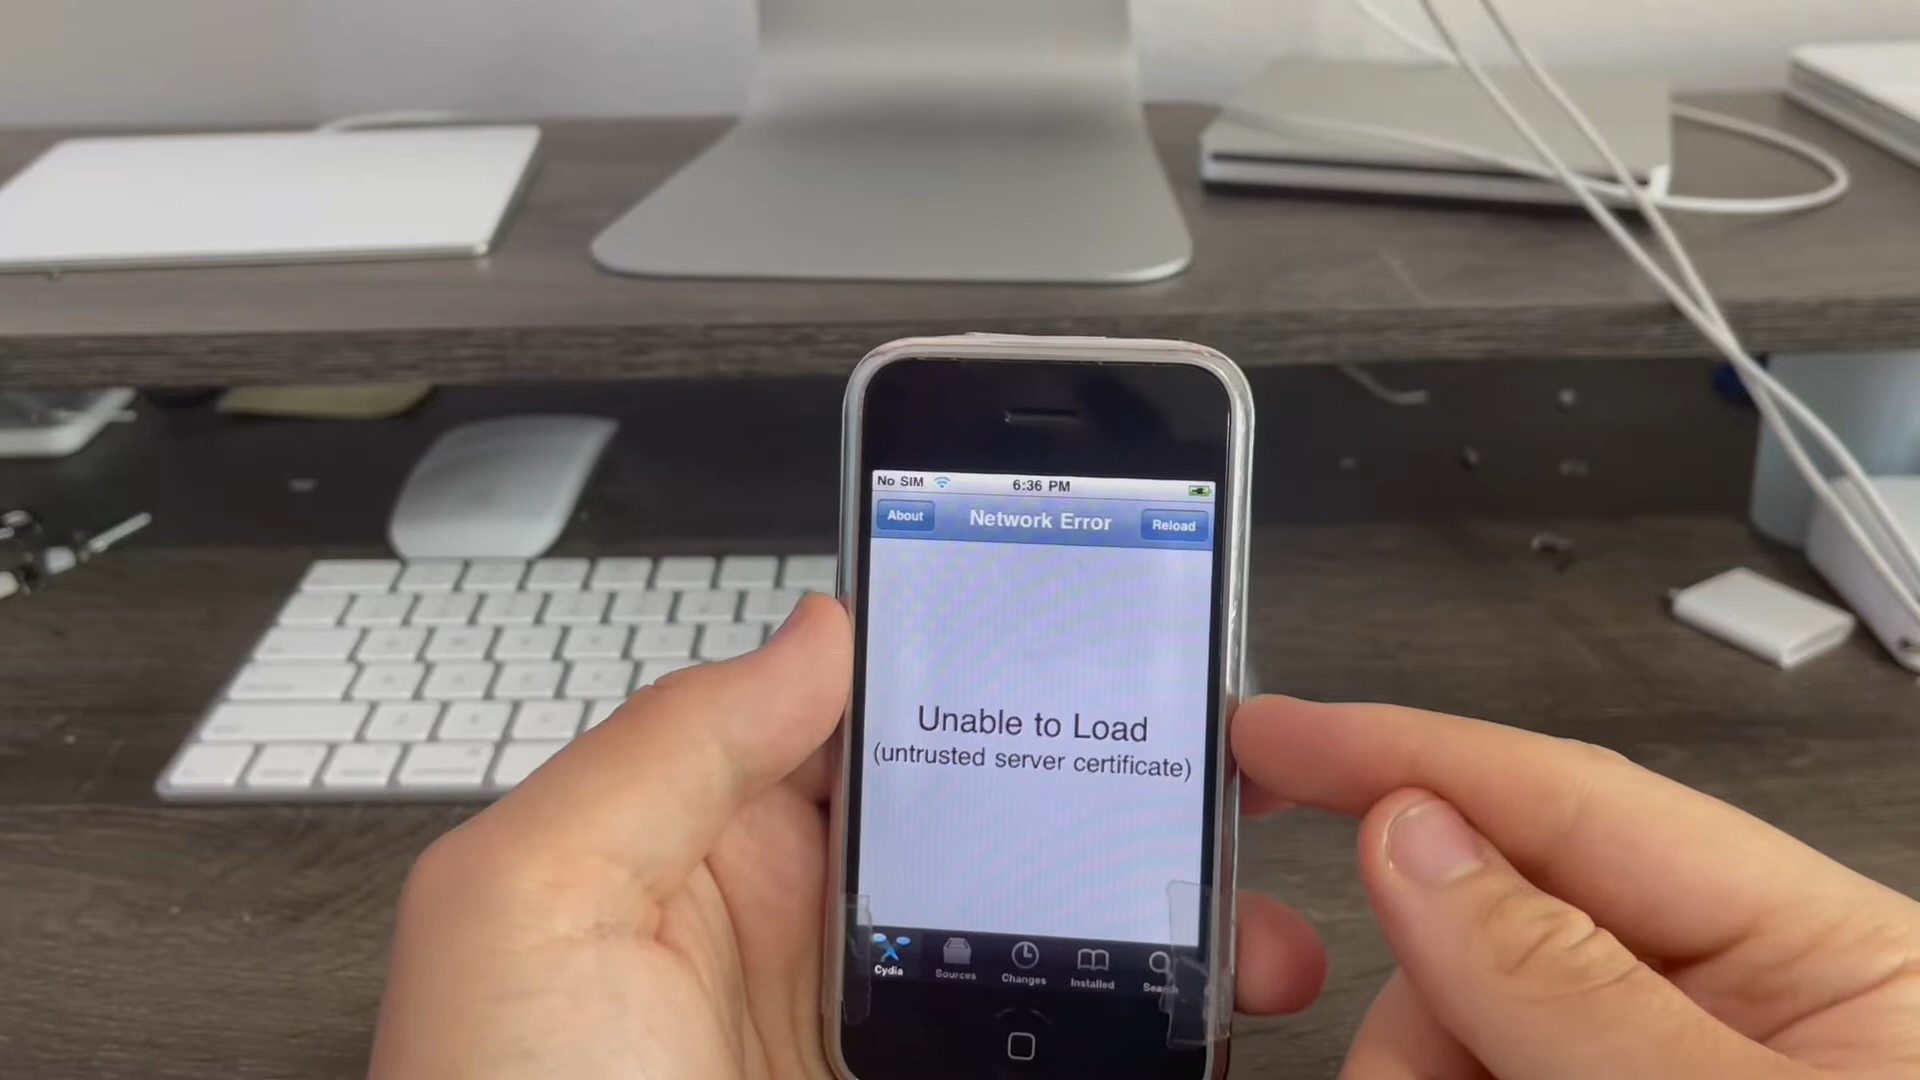 No SIM 6:36 PM
About Network Error Reload
Unable to Load
(untrusted server certificate)
Cydia Sources Changes Installed